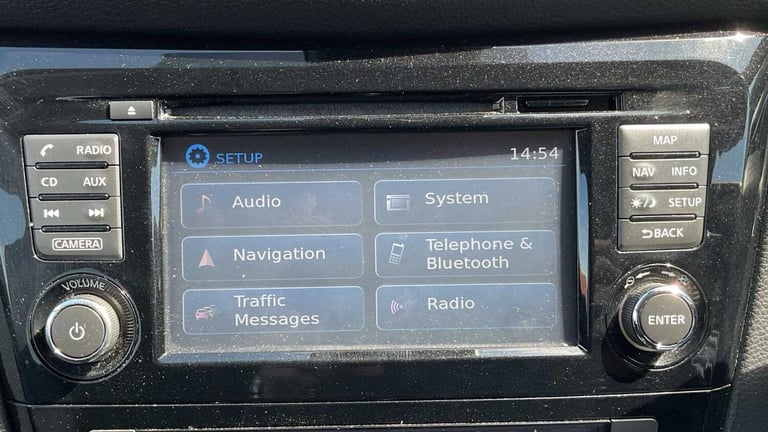 SETUP
14:54
Audio
System
Navigation
Telephone &
Bluetooth
Traffic
Messages
Radio
RADIO
CD AUX
CAMERA
VOLUME
MAP
NAV INFO
SETUP
BACK
ENTER